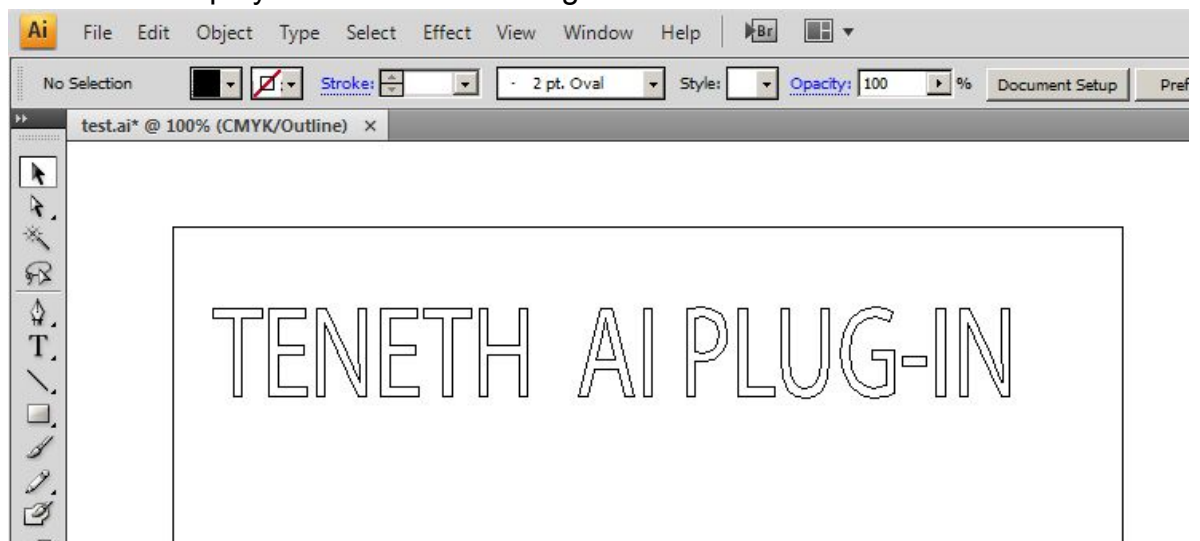 Ai File Edit Object Type Select Effect View Window Help Br
No Selection Stroke: 2 pt. Oval Style: Opacity: 100 % Document Setup Pref
test.ai* @ 100% (CMYK/Outline) ×
T
TENETH AI PLUG-IN